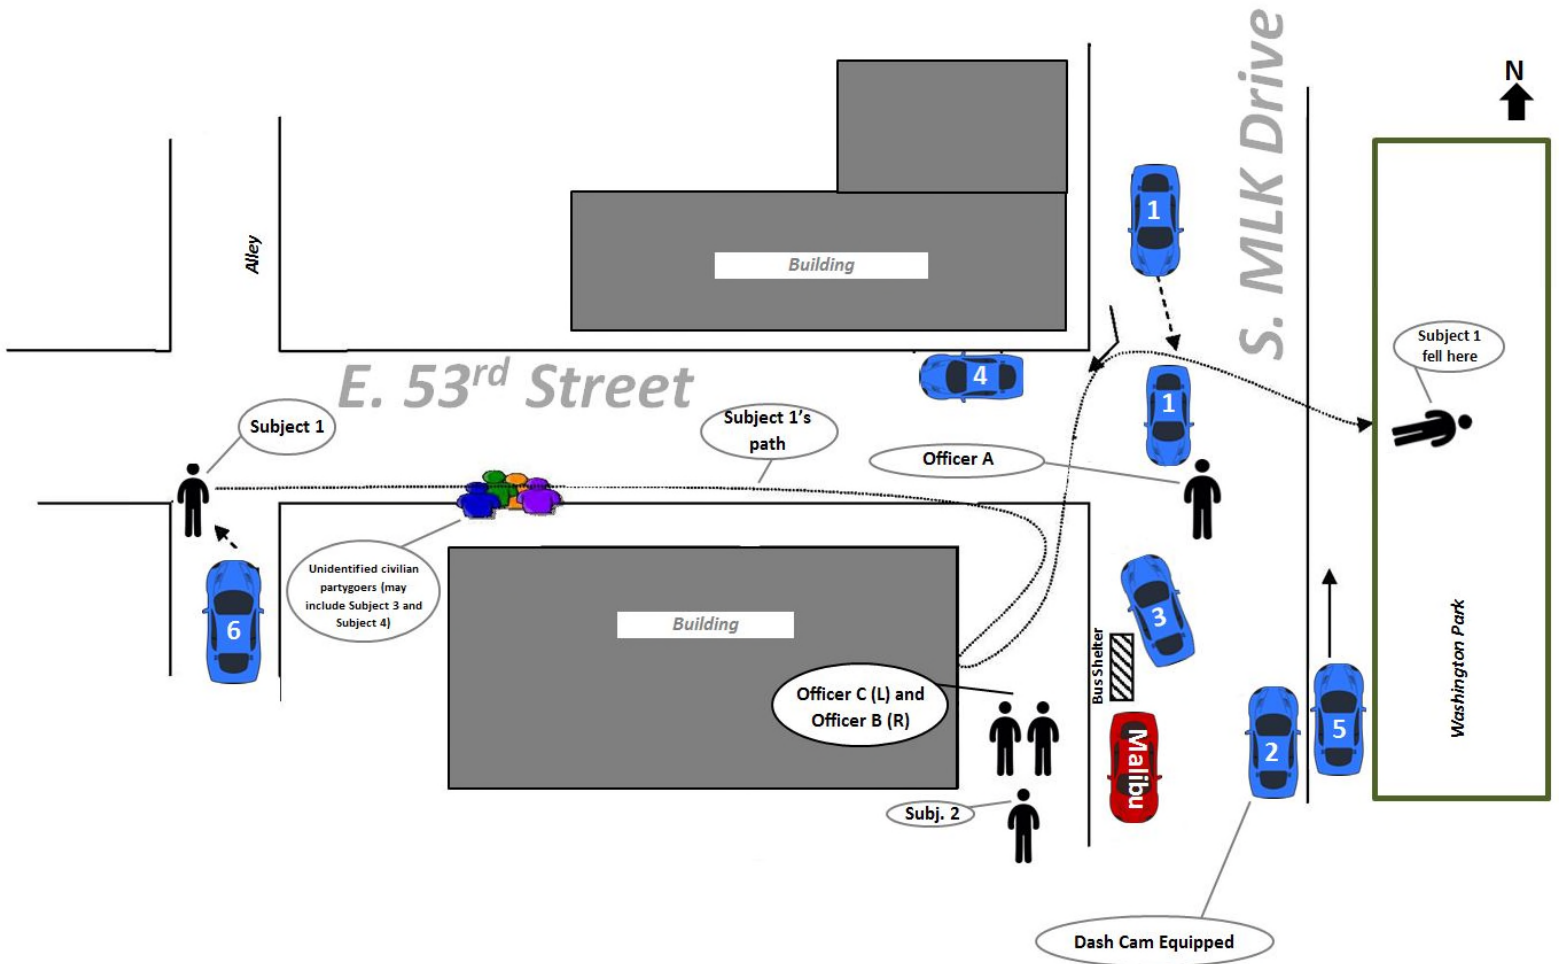 S. MLK Drive
N
1
Alley
Building
Subject 1
fell here
E. 53rd Street
4
1
Subject 1
Subject 1's
path
Officer A
Unidentified civilian
partygoers (may
include Subject 3 and
Subject 4)
6
Building
3
Bus Shelter
Washington Park
Officer C (L) and
Officer B (R)
Malibu
2
5
Subj. 2
Dash Cam Equipped